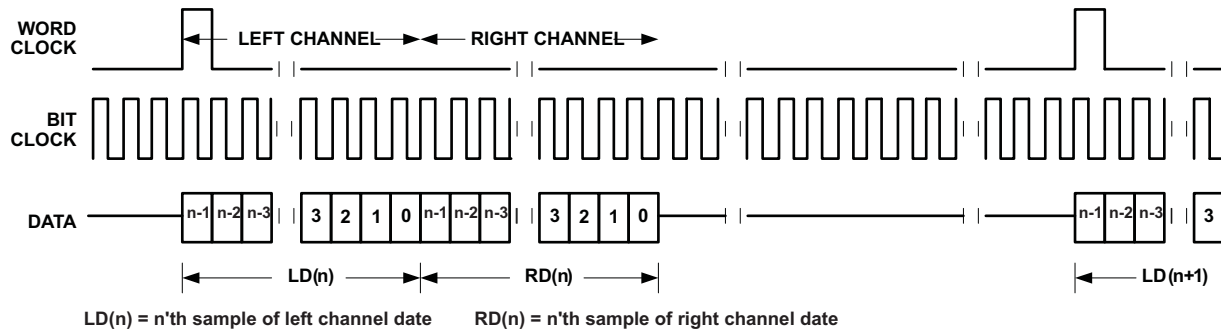 WORD CLOCK
LEFT CHANNEL
RIGHT CHANNEL
BIT CLOCK
DATA
n-1 n-2 n-3 3 2 1 0 n-1 n-2 n-3 3 2 1 0 n-1 n-2 n-3 3
LD(n) RD(n) LD(n+1)
LD(n) = n'th sample of left channel date RD(n) = n'th sample of right channel date